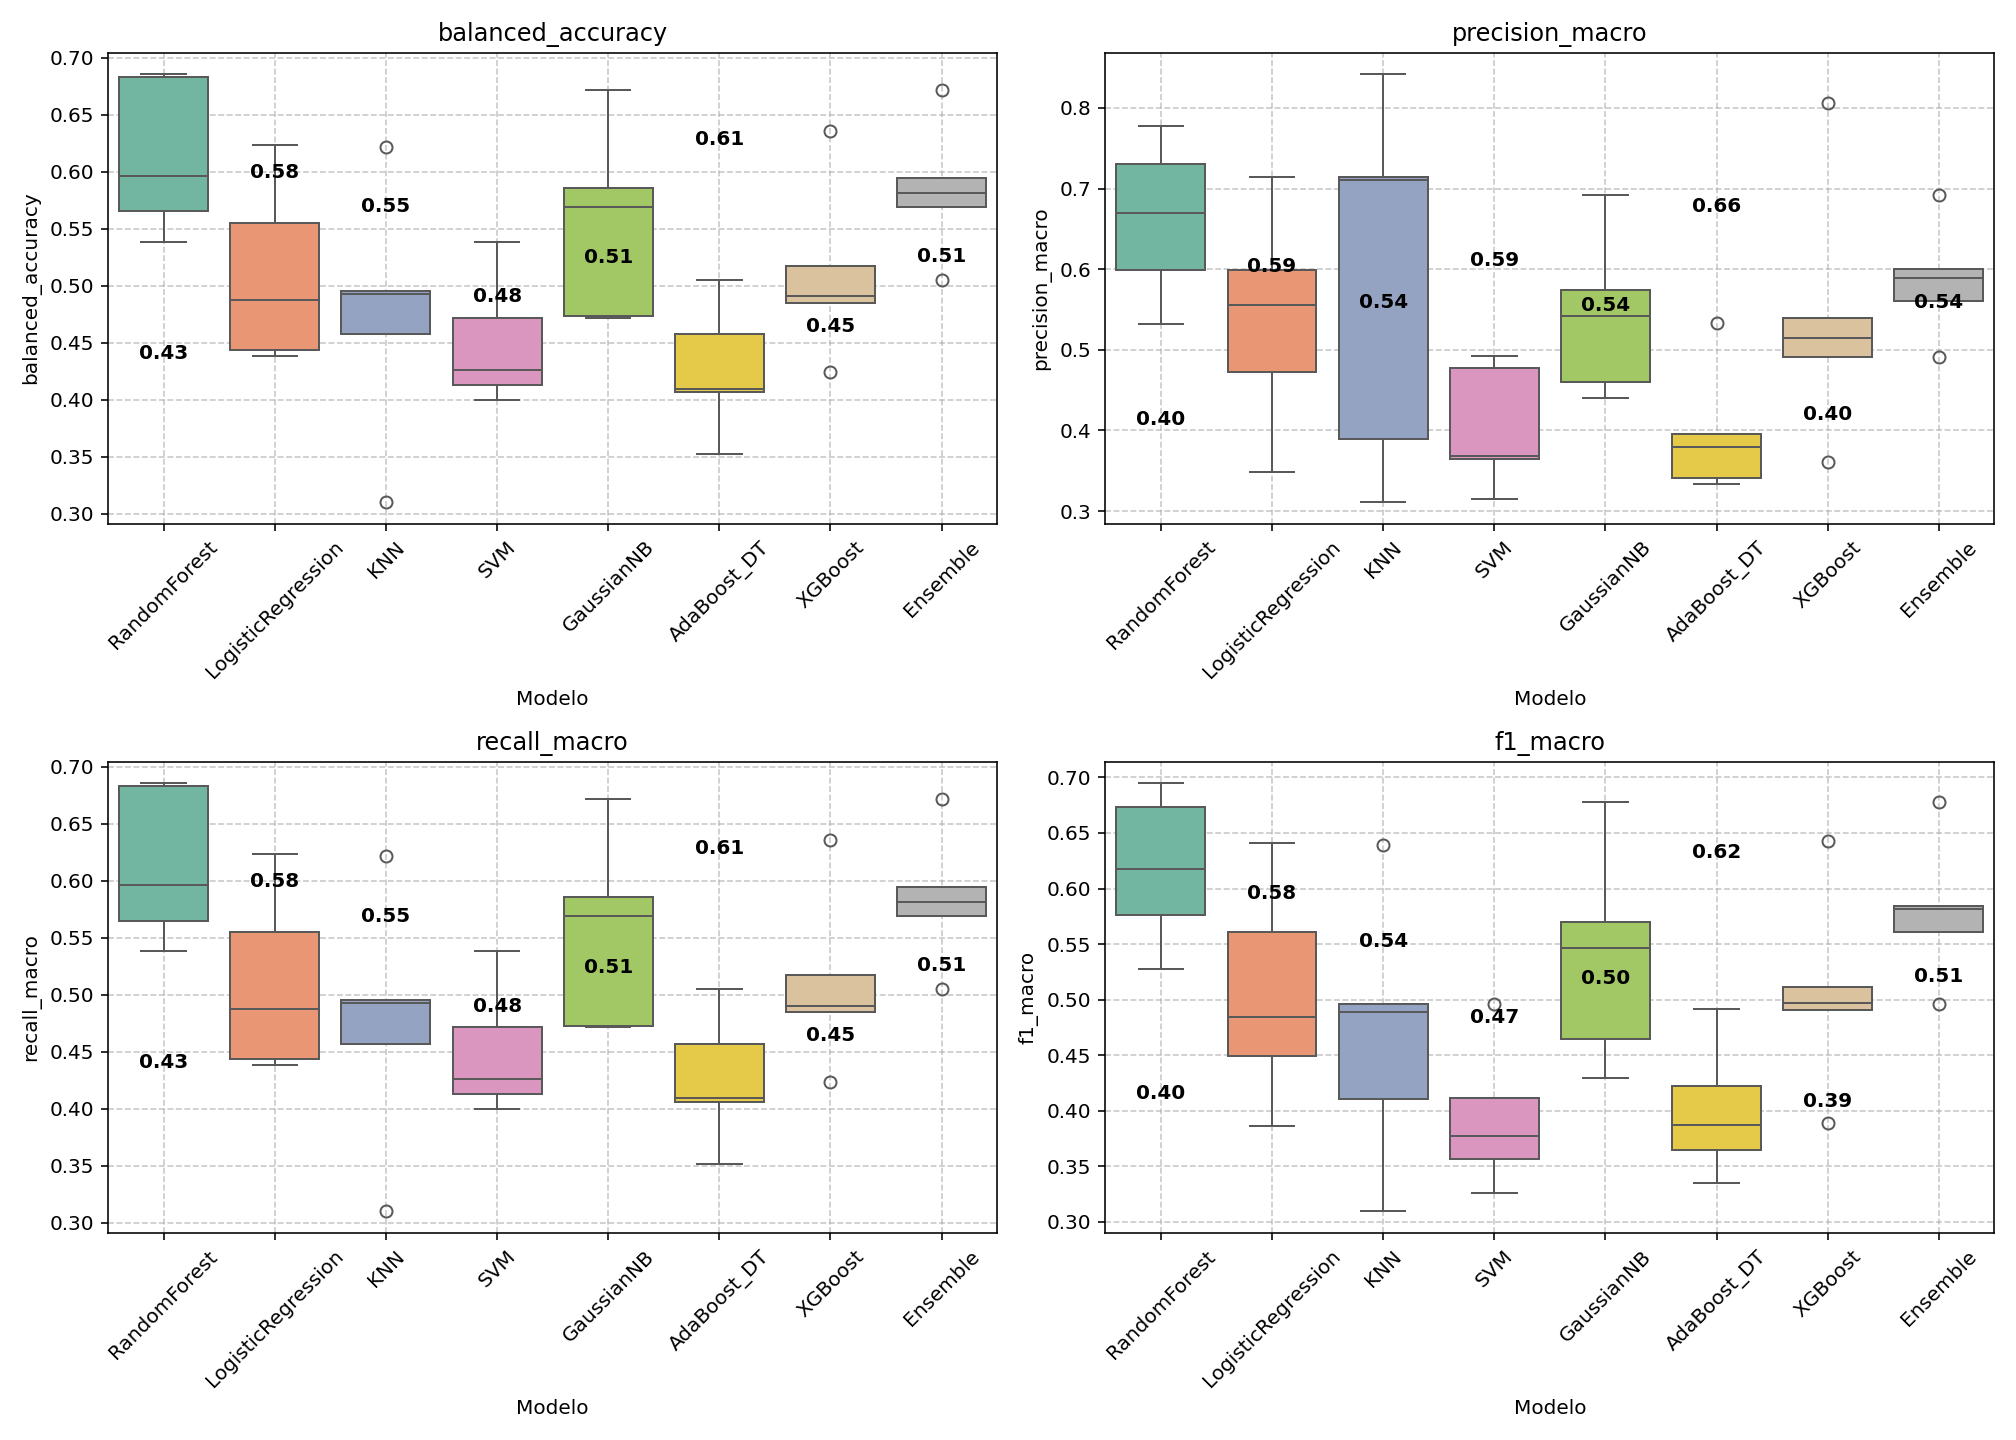 balanced_accuracy
balanced_accuracy
0.70
0.65
0.60
0.55
0.50
0.45
0.40
0.35
0.30
0.43
0.58
0.55
0.48
0.51
0.61
0.45
0.51
RandomForest
LogisticRegression
KNN
SVM
GaussianNB
AdaBoost_DT
XGBoost
Ensemble
Modelo
precision_macro
precision_macro
0.8
0.7
0.6
0.5
0.4
0.3
0.40
0.59
0.54
0.59
0.54
0.66
0.40
0.54
RandomForest
LogisticRegression
KNN
SVM
GaussianNB
AdaBoost_DT
XGBoost
Ensemble
Modelo
recall_macro
recall_macro
0.70
0.65
0.60
0.55
0.50
0.45
0.40
0.35
0.30
0.43
0.58
0.55
0.48
0.51
0.61
0.45
0.51
RandomForest
LogisticRegression
KNN
SVM
GaussianNB
AdaBoost_DT
XGBoost
Ensemble
Modelo
f1_macro
f1_macro
0.70
0.65
0.60
0.55
0.50
0.45
0.40
0.35
0.30
0.40
0.58
0.54
0.47
0.50
0.62
0.39
0.51
RandomForest
LogisticRegression
KNN
SVM
GaussianNB
AdaBoost_DT
XGBoost
Ensemble
Modelo